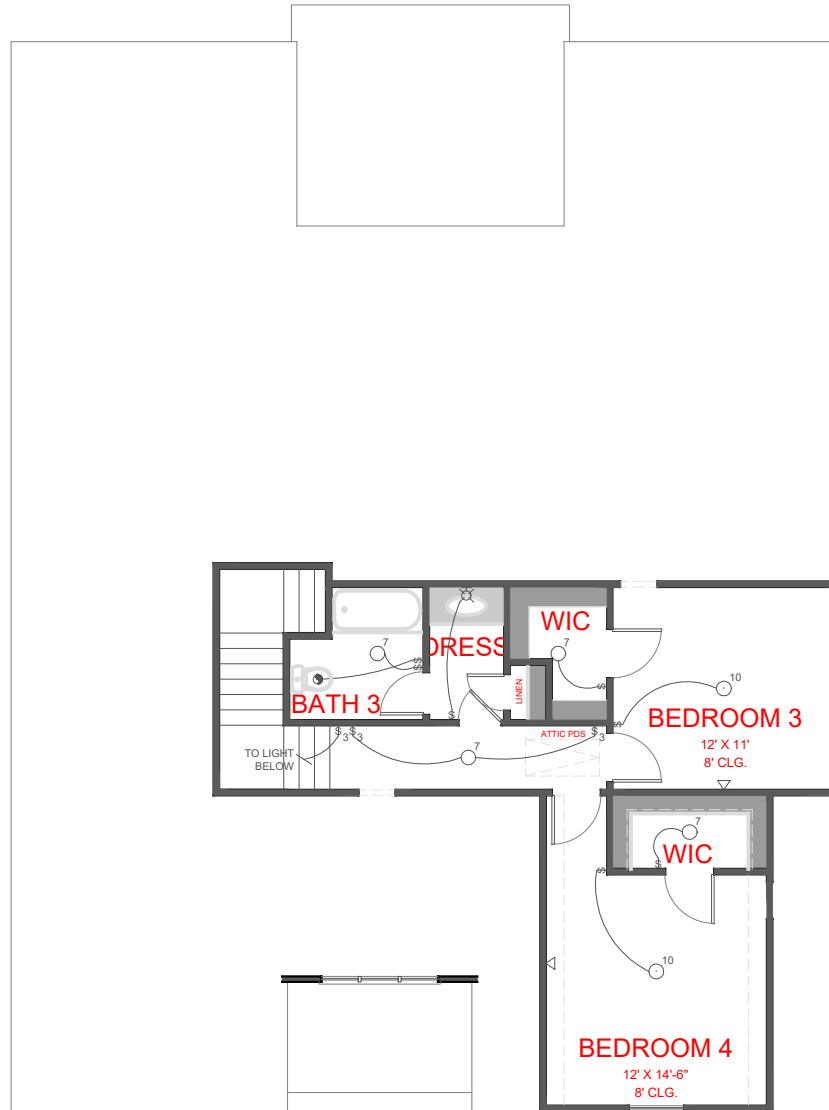 WIC
7
7
DRESS
LINEN
10
BATH 3
BEDROOM 3
12' X 11'
8' CLG.
$
3
$
3
ATTIC PDS
$
3
TO LIGHT
BELOW
7
7
WIC
10
BEDROOM 4
12' X 14'-6"
8' CLG.
$
$
$
$
$
$
$